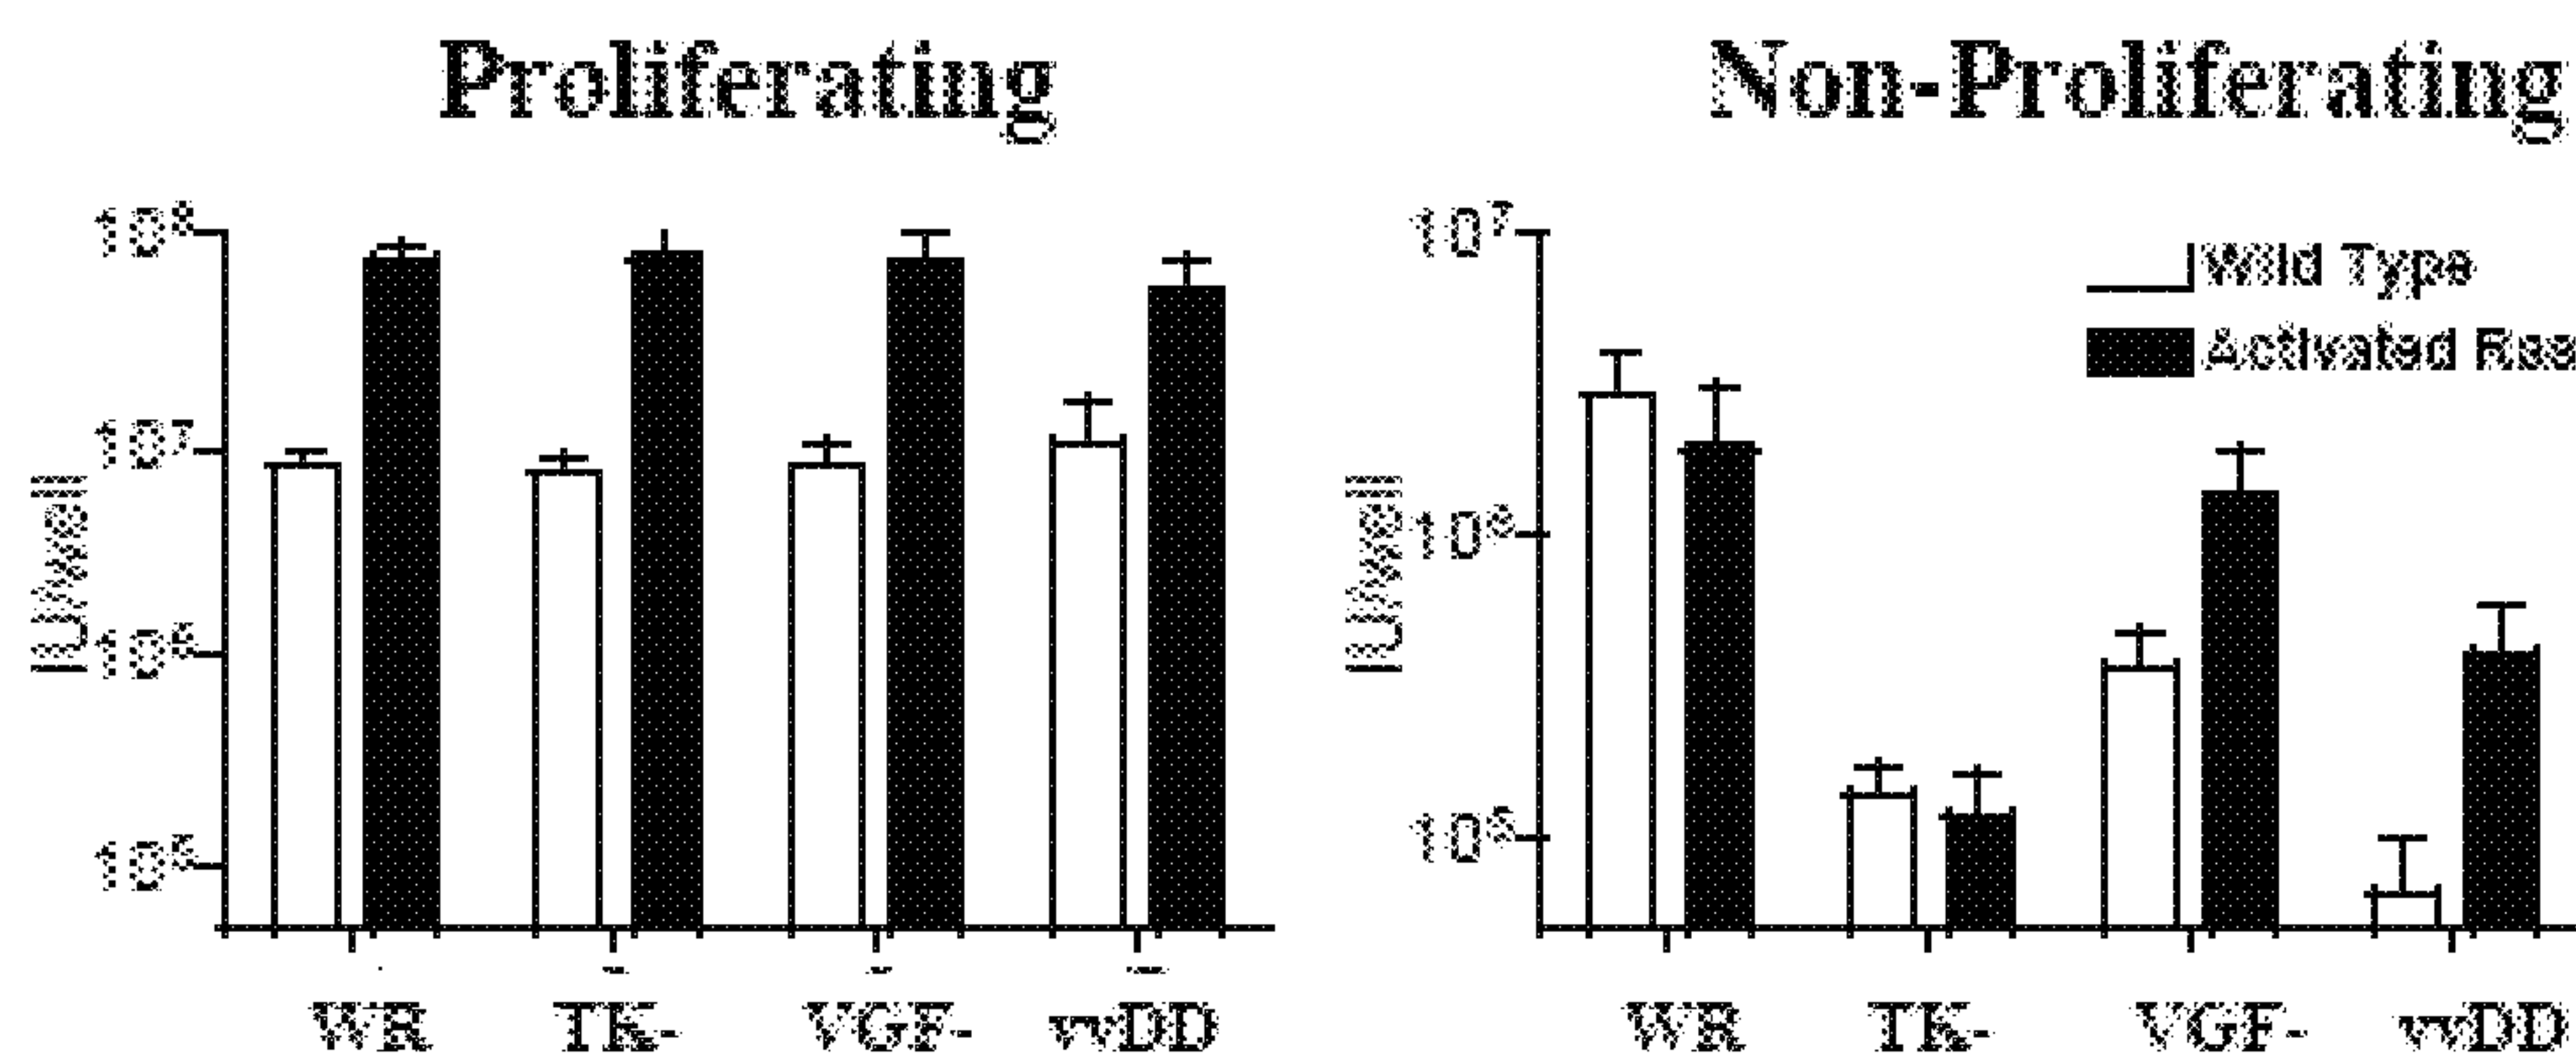 Proliferating
Non-Proliferating
10⁸
10⁷
10⁶
10⁵
IU/well
WR
TK-
VGF-
vvDD
10⁷
10⁶
10⁵
IU/well
Wild Type
Activated
WR
TK-
VGF-
vvDD